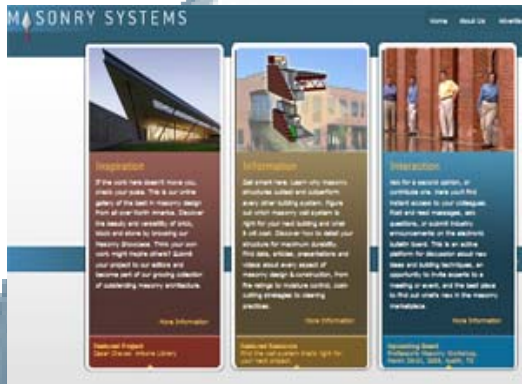 MASONRY SYSTEMS
Home About Us
Inspiration
If the work here doesn't move you,
check your pulse. This is our online
gallery of the best in masonry design
from all over North America. Discover
the beauty and versatility of brick,
block and stone by browsing our
Masonry Showcase. Think your own
work might inspire others? Submit
your project to our editors and
become part of our growing collection
of outstanding masonry architecture.
More Information
Featured Project
Library
Information
Get smart here. Learn why masonry
structures outlast and outperform
every other building system. Figure
out which masonry wall system is
right for your next building and what
it will cost. Discover how to detail your
structure for maximum durability.
Find data, articles, presentations and
videos about every aspect of
masonry design & construction, from
fire ratings to moisture control, cost-
cutting strategies to cleaning
practices.
More Information
Featured Resource
Find the wall system that's right for
your next project.
Interaction
Ask for a second opinion, or
contribute one. Here you'll find
instant access to your colleagues.
Post and read messages, ask
questions, or submit industry
announcements on the electronic
bulletin board. This is an active
platform for discussion about new
ideas and building techniques, an
opportunity to invite experts to a
meeting or event, and the best place
to find out what's new in the masonry
marketplace.
More Information
Upcoming Event
Professor's Masonry Workshop,
March 2009, Austin, TX